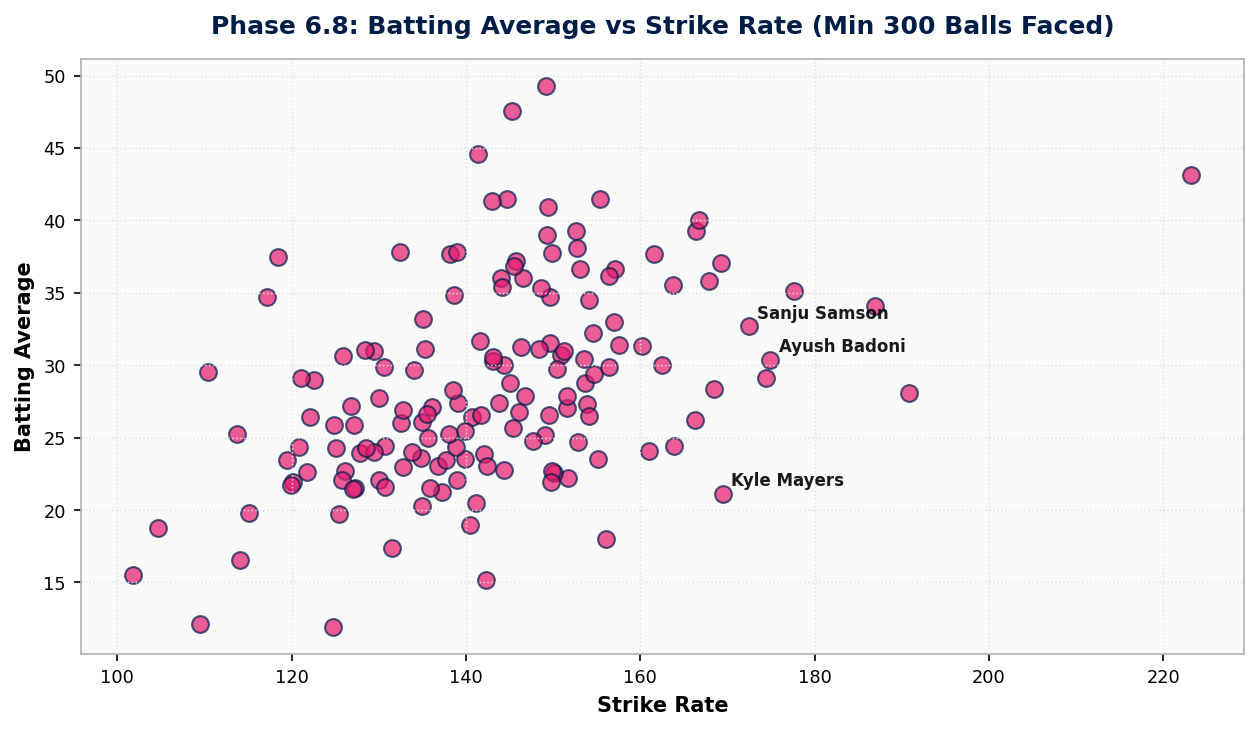 Phase 6.8: Batting Average vs Strike Rate (Min 300 Balls Faced)
Batting Average
50
45
40
35
30
25
20
15
Sanju Samson
Ayush Badoni
Kyle Mayers
100 120 140 160 180 200 220
Strike Rate